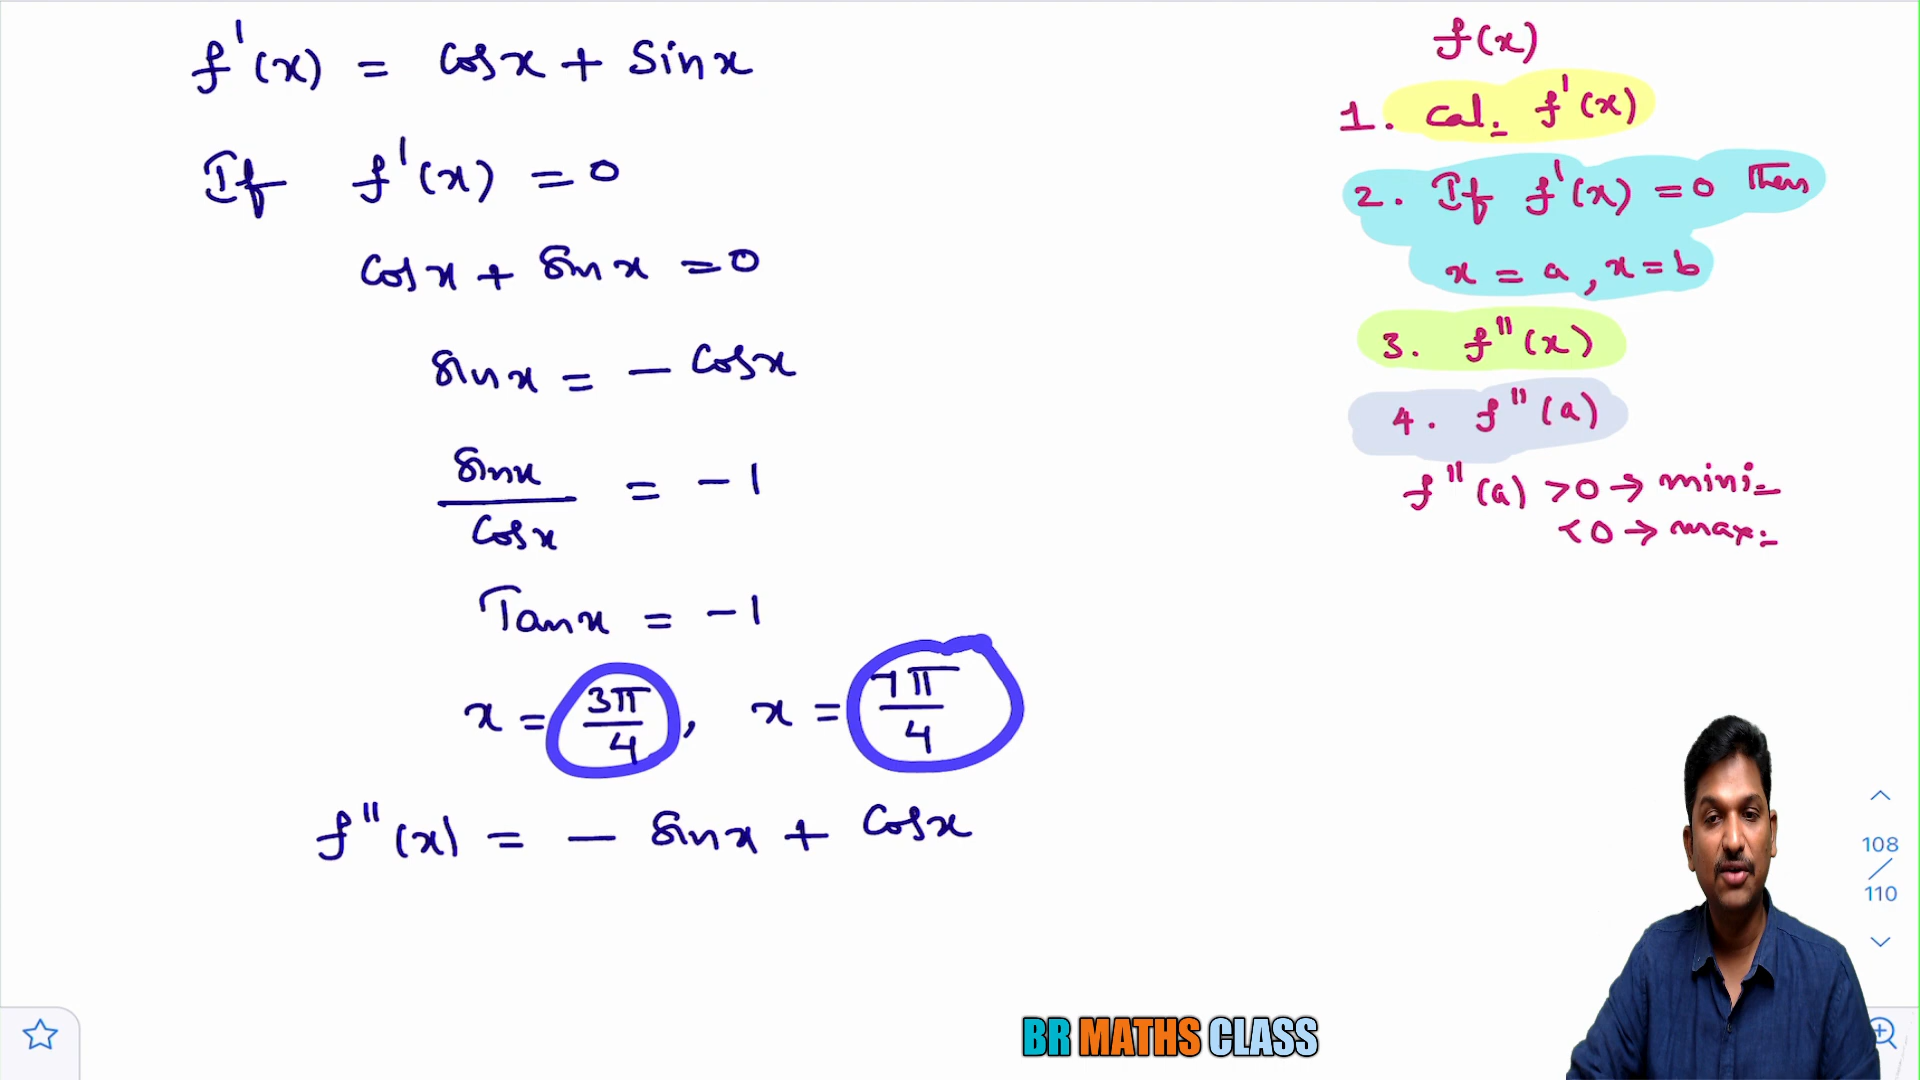 f'(x) = cosx + sinx
If f'(x) = 0
cosx + sinx = 0
sinx = - cosx
sinx
cosx
= -1
Tanx = -1
x = 3π/4, x = 7π/4
f''(x) = - sinx + cosx
f(x)
1. cal. f'(x)
2. If f'(x) = 0 Then
x = a, x = b
3. f''(x)
4. f''(a)
f''(a) >0 → mini
<0 → max
108
/
110
BR MATHS CLASS